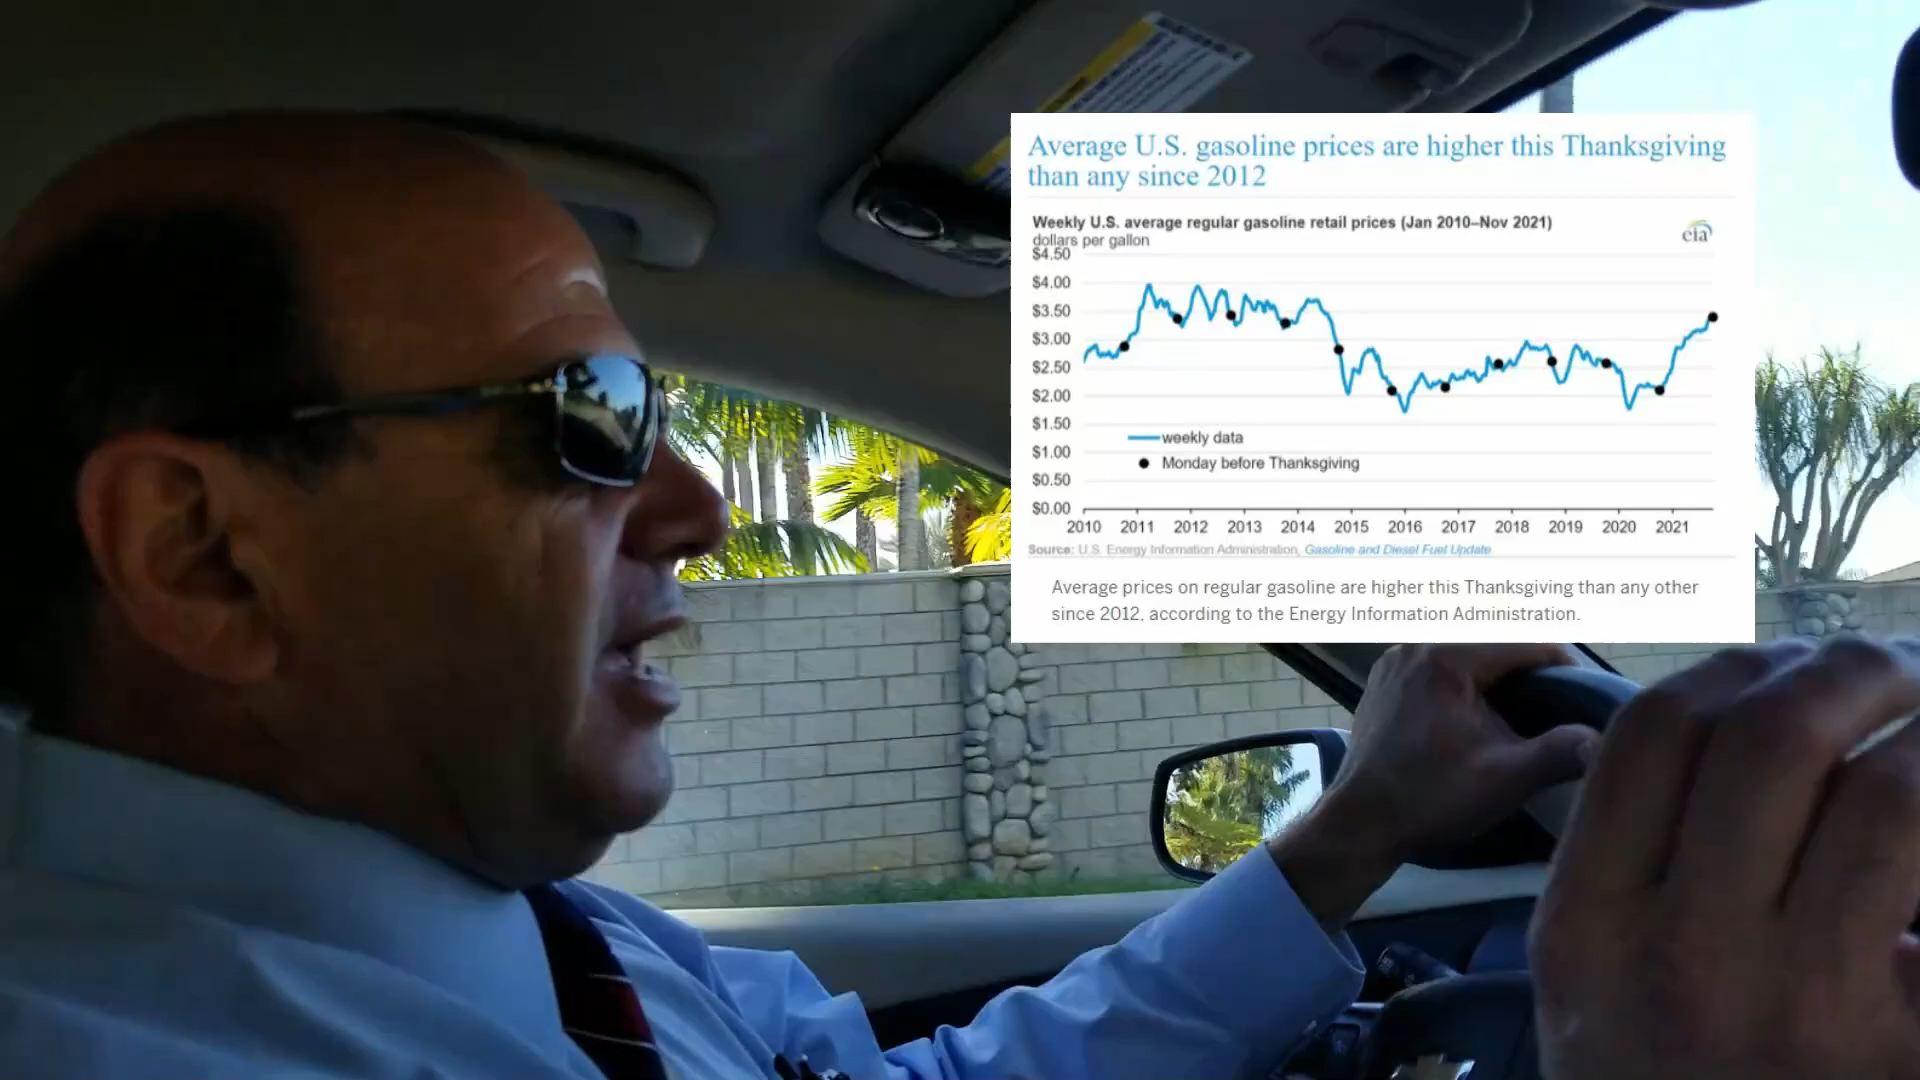 Average U.S. gasoline prices are higher this Thanksgiving
than any since 2012
Weekly U.S. average regular gasoline retail prices (Jan 2010–Nov 2021)
dollars per gallon
eia
$4.50
$4.00
$3.50
$3.00
$2.50
$2.00
$1.50
$1.00
$0.50
$0.00
weekly data
Monday before Thanksgiving
2010 2011 2012 2013 2014 2015 2016 2017 2018 2019 2020 2021
Source: U.S. Energy Information Administration, Gasoline and Diesel Fuel Update
Average prices on regular gasoline are higher this Thanksgiving than any other
since 2012, according to the Energy Information Administration.